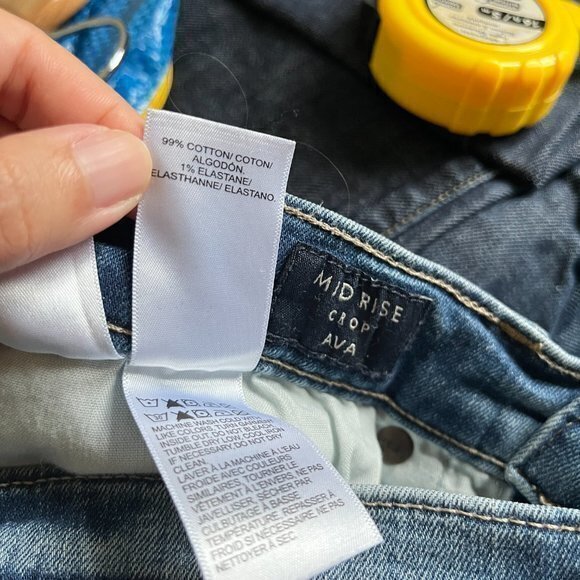 99% COTTON/ COTON/
ALGODÓN.
1% ELASTANE/
ELASTHANNE/ ELASTANO.
MID RISE
CROP
AVA
MACHINE WASH COLD
LIKE COLORS, TURN GARMENT
INSIDE OUT DO NOT BLEACH
TUMBLE DRY LOW, COOL IRON
IF NECESSARY DO NOT DRY
CLEAN.
LAVER À LA MACHINE À L'EAU
FROIDE AVEC COULEURS
SIMILAIRES, TOURNER LE
VÊTEMENT À L'ENVERS. NE PAS
JAVALLISER SÉCHER PAR
CULBUTAGE À BASSE
TEMPÉRATURE, REPASSER À
FROID SI NÉCESSAIRE NE PAS
NETTOYER À SEC.